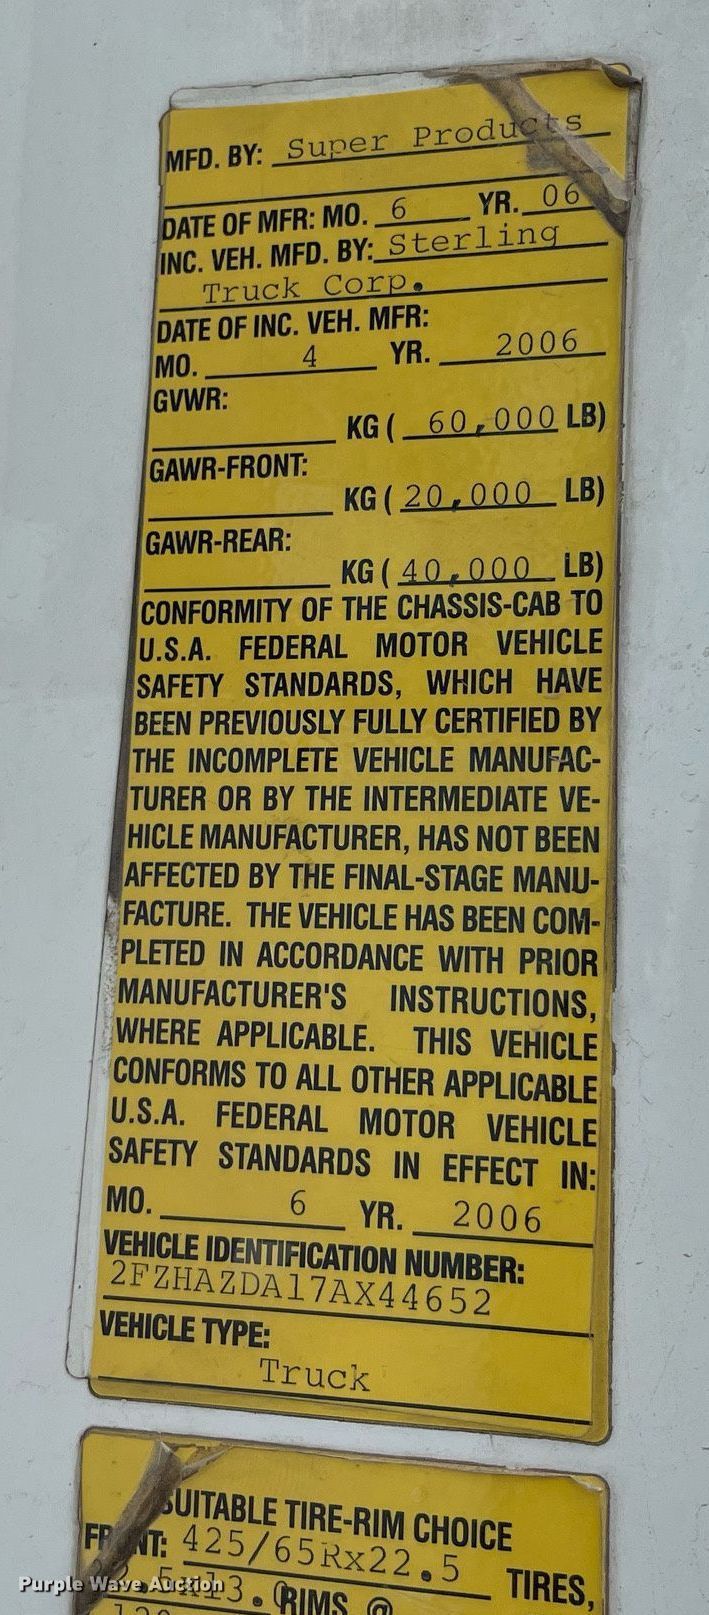 MFD. BY: Super Products
DATE OF MFR: MO. 6 YR. 06
INC. VEH. MFD. BY: Sterling
Truck Corp.
DATE OF INC. VEH. MFR:
MO. 4 YR. 2006
GVWR:
KG ( 60,000 LB)
GAWR-FRONT:
KG ( 20,000 LB)
GAWR-REAR:
KG ( 40,000 LB)
CONFORMITY OF THE CHASSIS-CAB TO
U.S.A. FEDERAL MOTOR VEHICLE
SAFETY STANDARDS, WHICH HAVE
BEEN PREVIOUSLY FULLY CERTIFIED BY
THE INCOMPLETE VEHICLE MANUFAC-
TURER OR BY THE INTERMEDIATE VE-
HICLE MANUFACTURER, HAS NOT BEEN
AFFECTED BY THE FINAL-STAGE MANU-
FACTURE. THE VEHICLE HAS BEEN COM-
PLETED IN ACCORDANCE WITH PRIOR
MANUFACTURER'S INSTRUCTIONS,
WHERE APPLICABLE. THIS VEHICLE
CONFORMS TO ALL OTHER APPLICABLE
U.S.A. FEDERAL MOTOR VEHICLE
SAFETY STANDARDS IN EFFECT IN:
MO. 6 YR. 2006
VEHICLE IDENTIFICATION NUMBER:
2FZHAZDA17AX44652
VEHICLE TYPE:
Truck
SUITABLE TIRE-RIM CHOICE
FRONT: 425/65Rx22.5 TIRES,
RIMS @
Purple Wave Auction